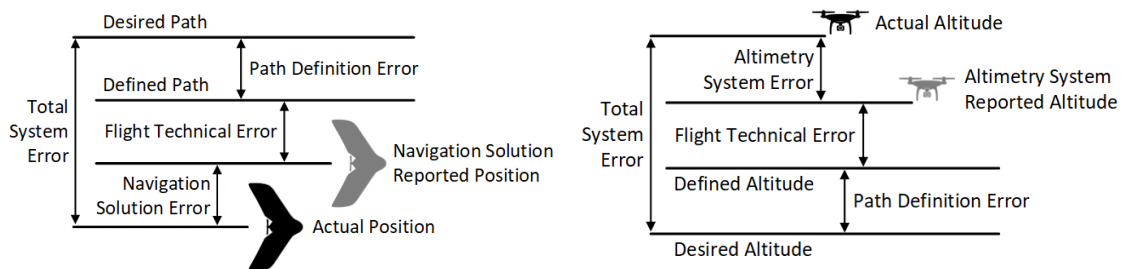 Desired Path
Path Definition Error
Defined Path
Total
System
Error
Flight Technical Error
Navigation Solution
Reported Position
Navigation
Solution Error
Actual Position
Actual Altitude
Altimetry
System Error
Altimetry System
Reported Altitude
Total
System
Error
Flight Technical Error
Defined Altitude
Path Definition Error
Desired Altitude